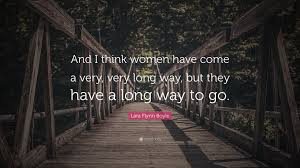 And I think women have come
a very, very long way, but they
have a long way to go.
Lara Flynn Boyle